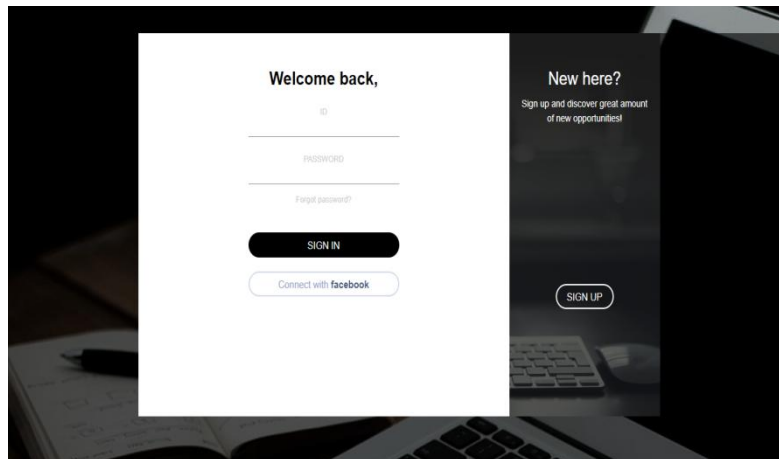 Welcome back,
ID
PASSWORD
Forgot password?
SIGN IN
Connect with facebook
New here?
Sign up and discover great amount
of new opportunities!
SIGN UP